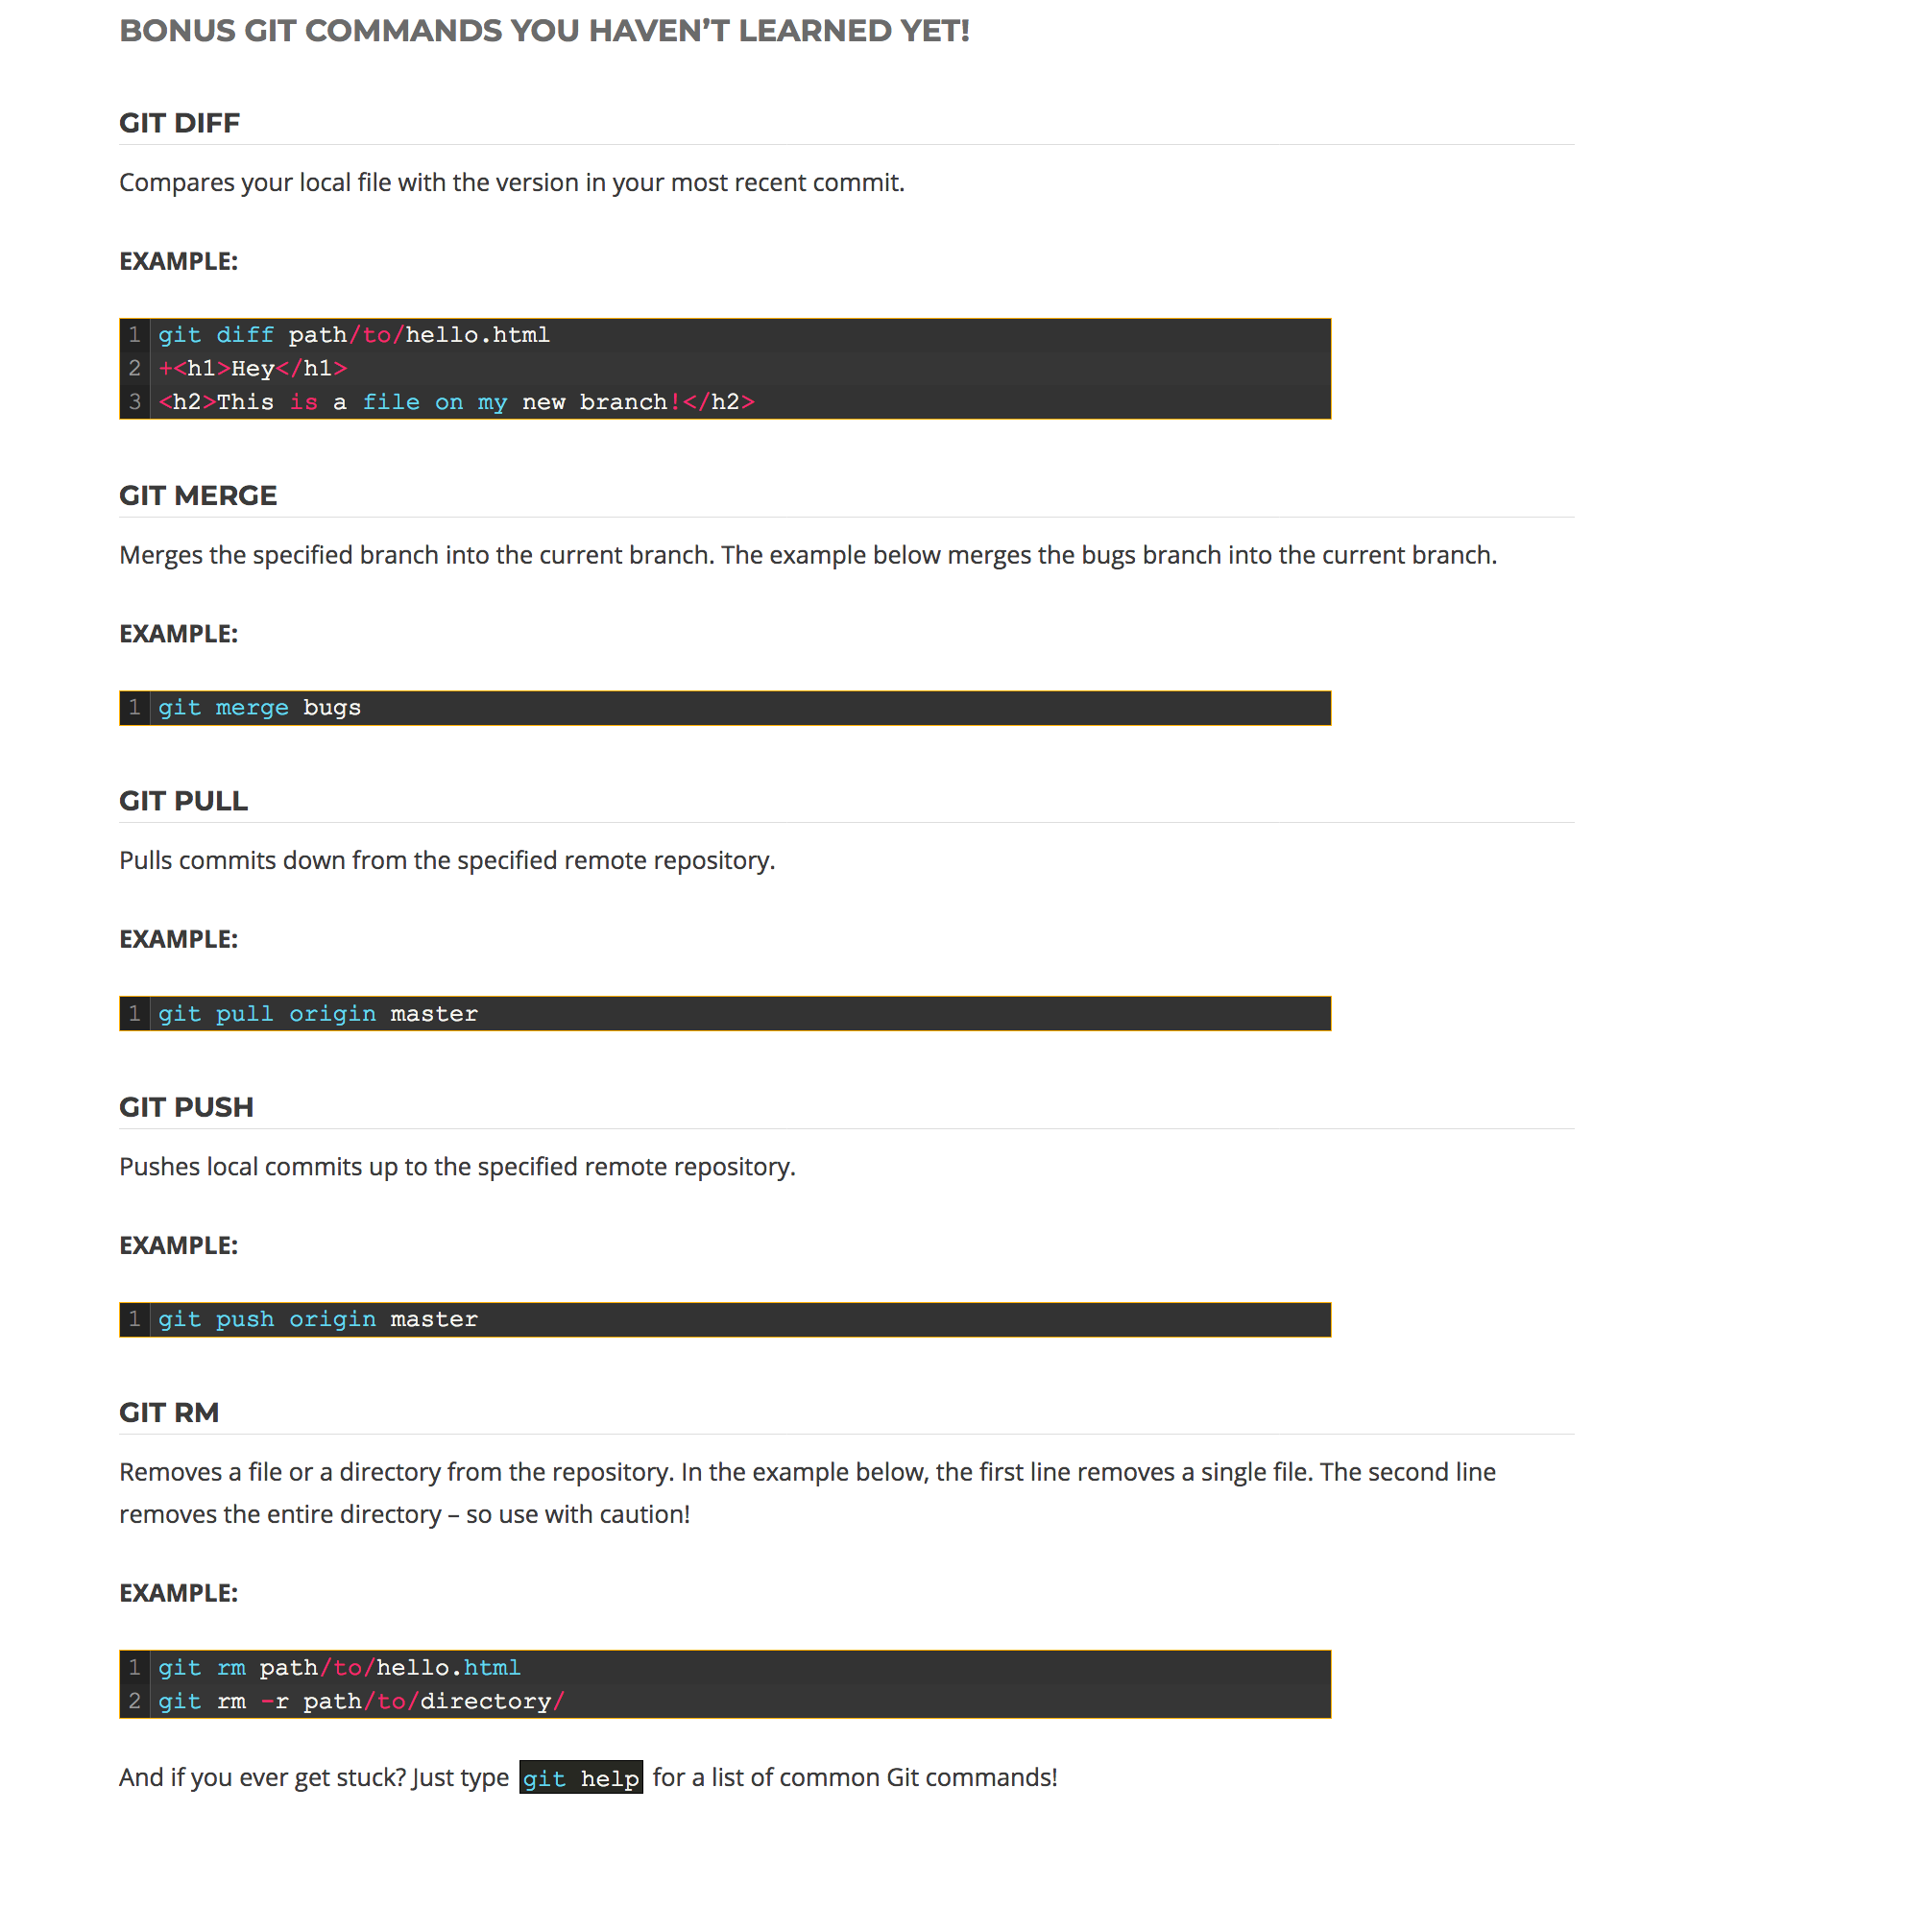 BONUS GIT COMMANDS YOU HAVEN’T LEARNED YET!
GIT DIFF
Compares your local file with the version in your most recent commit.
EXAMPLE:
1 git diff path/to/hello.html
2 +<h1>Hey</h1>
3 <h2>This is a file on my new branch!</h2>
GIT MERGE
Merges the specified branch into the current branch. The example below merges the bugs branch into the current branch.
EXAMPLE:
1 git merge bugs
GIT PULL
Pulls commits down from the specified remote repository.
EXAMPLE:
1 git pull origin master
GIT PUSH
Pushes local commits up to the specified remote repository.
EXAMPLE:
1 git push origin master
GIT RM
Removes a file or a directory from the repository. In the example below, the first line removes a single file. The second line
removes the entire directory – so use with caution!
EXAMPLE:
1 git rm path/to/hello.html
2 git rm -r path/to/directory/
And if you ever get stuck? Just type git help for a list of common Git commands!